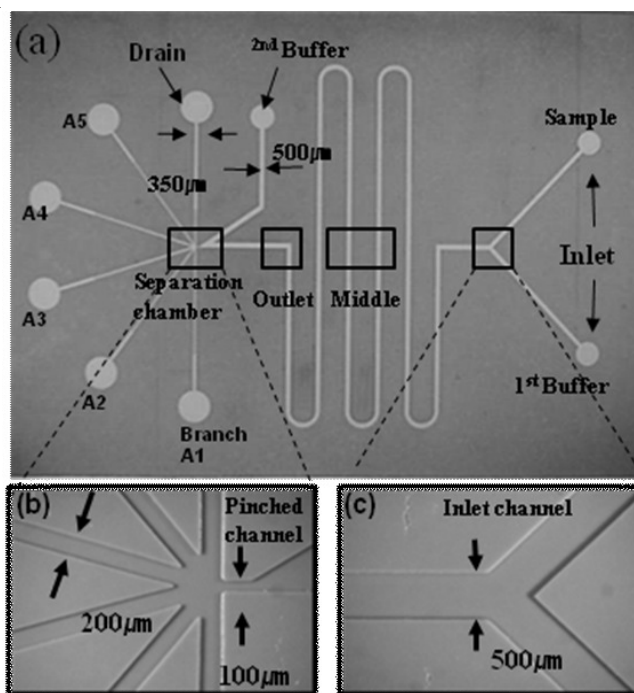 (a)
Drain
2nd Buffer
A5
Sample
500μm
350μm
A4
Separation
chamber
Outlet
Middle
Inlet
A3
A2
Branch
A1
1st Buffer
(b)
Pinched
channel
200μm
100μm
(c)
Inlet channel
500μm